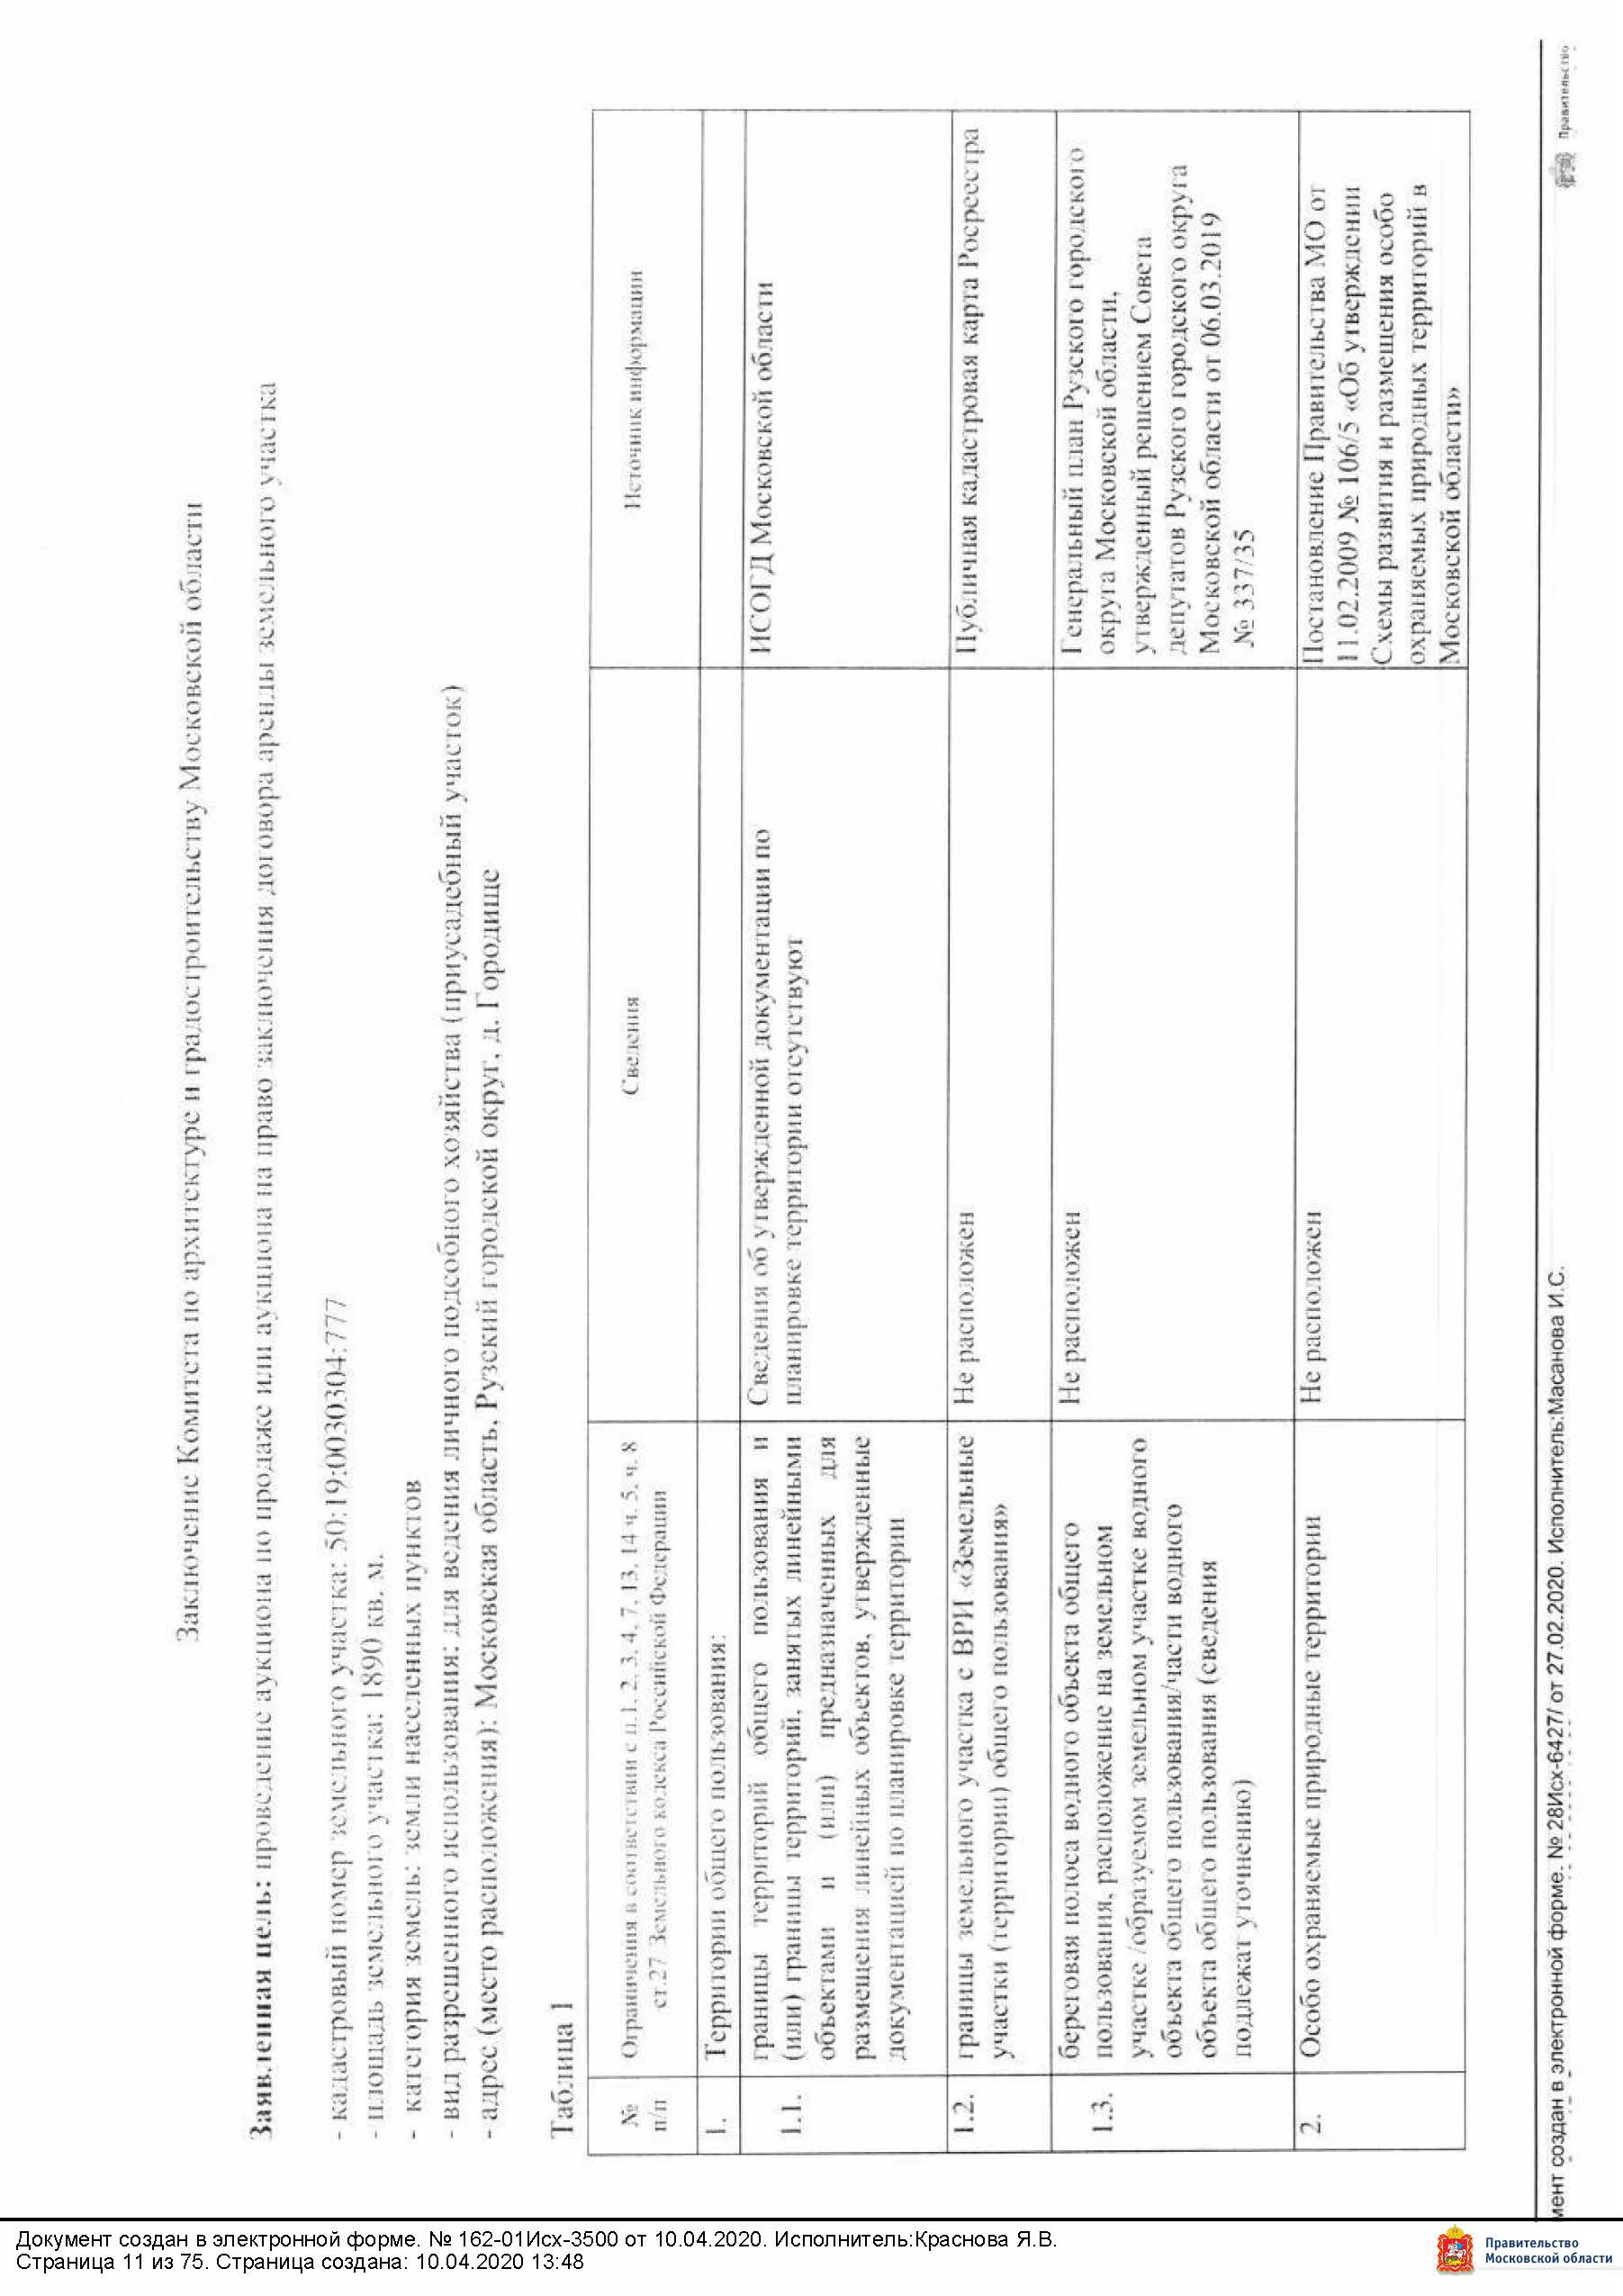 Заключение Комитета по архитектуре и градостроительству Московской области
Заявленная цель: проведение аукциона по продаже или аукциона на право заключения договора аренды земельного участка
- кадастровый номер земельного участка: 50:19:0030304:777
- площадь земельного участка: 1890 кв. м.
- категория земель: земли населенных пунктов
- вид разрешенного использования: для ведения личного подсобного хозяйства (приусадебный участок)
- адрес (место расположения): Московская область, Рузский городской округ, д. Городище
Таблица 1
№
п/п
Ограничения в соответствии с п.1, 2, 3, 4, 7, 13, 14 ч. 5, ч. 8
ст.27 Земельного кодекса Российской Федерации
Сведения
Источник информации
1.
Территории общего пользования:
1.1.
границы территорий общего пользования и
(или) границы территорий, занятых линейными
объектами и (или) предназначенных для
размещения линейных объектов, утвержденные
документацией по планировке территории
Сведения об утвержденной документации по
планировке территории отсутствуют
ИСОГД Московской области
1.2.
границы земельного участка с ВРИ «Земельные
участки (территории) общего пользования»
Не расположен
Публичная кадастровая карта Росреестра
1.3.
береговая полоса водного объекта общего
пользования, расположение на земельном
участке /образуемом земельном участке водного
объекта общего пользования/части водного
объекта общего пользования (сведения
подлежат уточнению)
Не расположен
Генеральный план Рузского городского
округа Московской области,
утвержденный решением Совета
депутатов Рузского городского округа
Московской области от 06.03.2019
№ 337/35
2.
Особо охраняемые природные территории
Не расположен
Постановление Правительства МО от
11.02.2009 № 106/5 «Об утверждении
Схемы развития и размещения особо
охраняемых природных территорий в
Московской области»
мент создан в электронной форме. № 28Исх-6427/ от 27.02.2020. Исполнитель:Масанова И.С.
Правительство
Документ создан в электронной форме. № 162-01Исх-3500 от 10.04.2020. Исполнитель:Краснова Я.В.
Страница 11 из 75. Страница создана: 10.04.2020 13:48
Правительство
Московской области